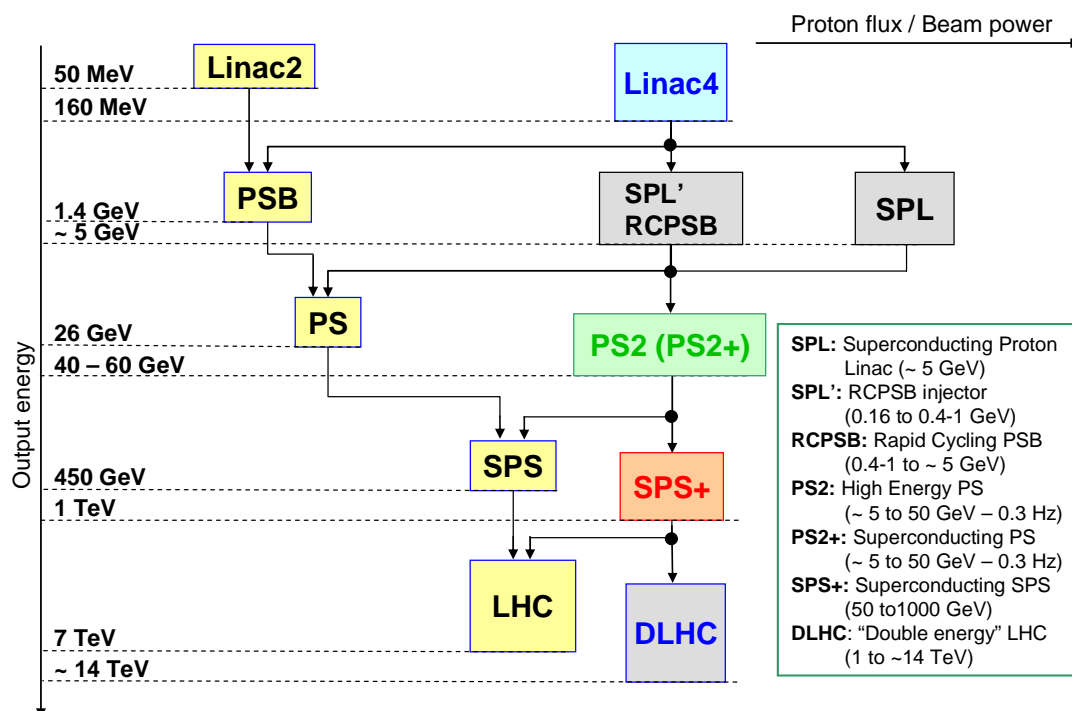 Proton flux / Beam power
Linac2
50 MeV
Linac4
160 MeV
PSB
SPL’
RCPSB
SPL
1.4 GeV
~ 5 GeV
PS
26 GeV
PS2 (PS2+)
40 – 60 GeV
Output energy
SPS
450 GeV
SPS+
1 TeV
LHC
DLHC
7 TeV
~ 14 TeV
SPL: Superconducting Proton
Linac (~ 5 GeV)
SPL’: RCPSB injector
(0.16 to 0.4-1 GeV)
RCPSB: Rapid Cycling PSB
(0.4-1 to ~ 5 GeV)
PS2: High Energy PS
(~ 5 to 50 GeV – 0.3 Hz)
PS2+: Superconducting PS
(~ 5 to 50 GeV – 0.3 Hz)
SPS+: Superconducting SPS
(50 to1000 GeV)
DLHC: “Double energy” LHC
(1 to ~14 TeV)